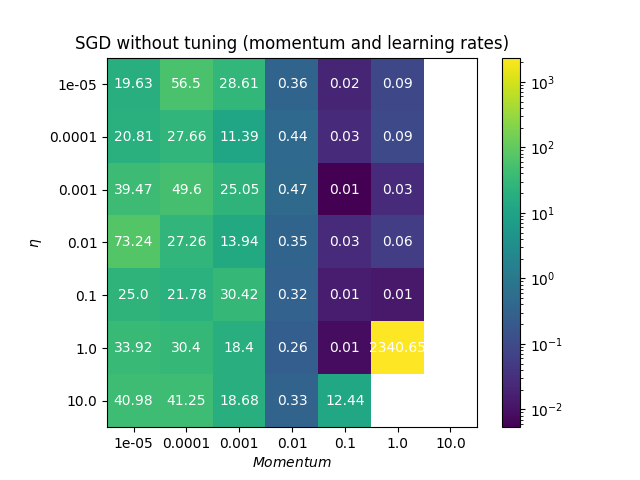 SGD without tuning (momentum and learning rates)
1e-05 19.63 56.5 28.61 0.36 0.02 0.09
0.0001 20.81 27.66 11.39 0.44 0.03 0.09
0.001 39.47 49.6 25.05 0.47 0.01 0.03
0.01 73.24 27.26 13.94 0.35 0.03 0.06
0.1 25.0 21.78 30.42 0.32 0.01 0.01
1.0 33.92 30.4 18.4 0.26 0.01 2340.65
10.0 40.98 41.25 18.68 0.33 12.44
η
1e-05 0.0001 0.001 0.01 0.1 1.0 10.0
Momentum
10³
10²
10¹
10⁰
10⁻¹
10⁻²